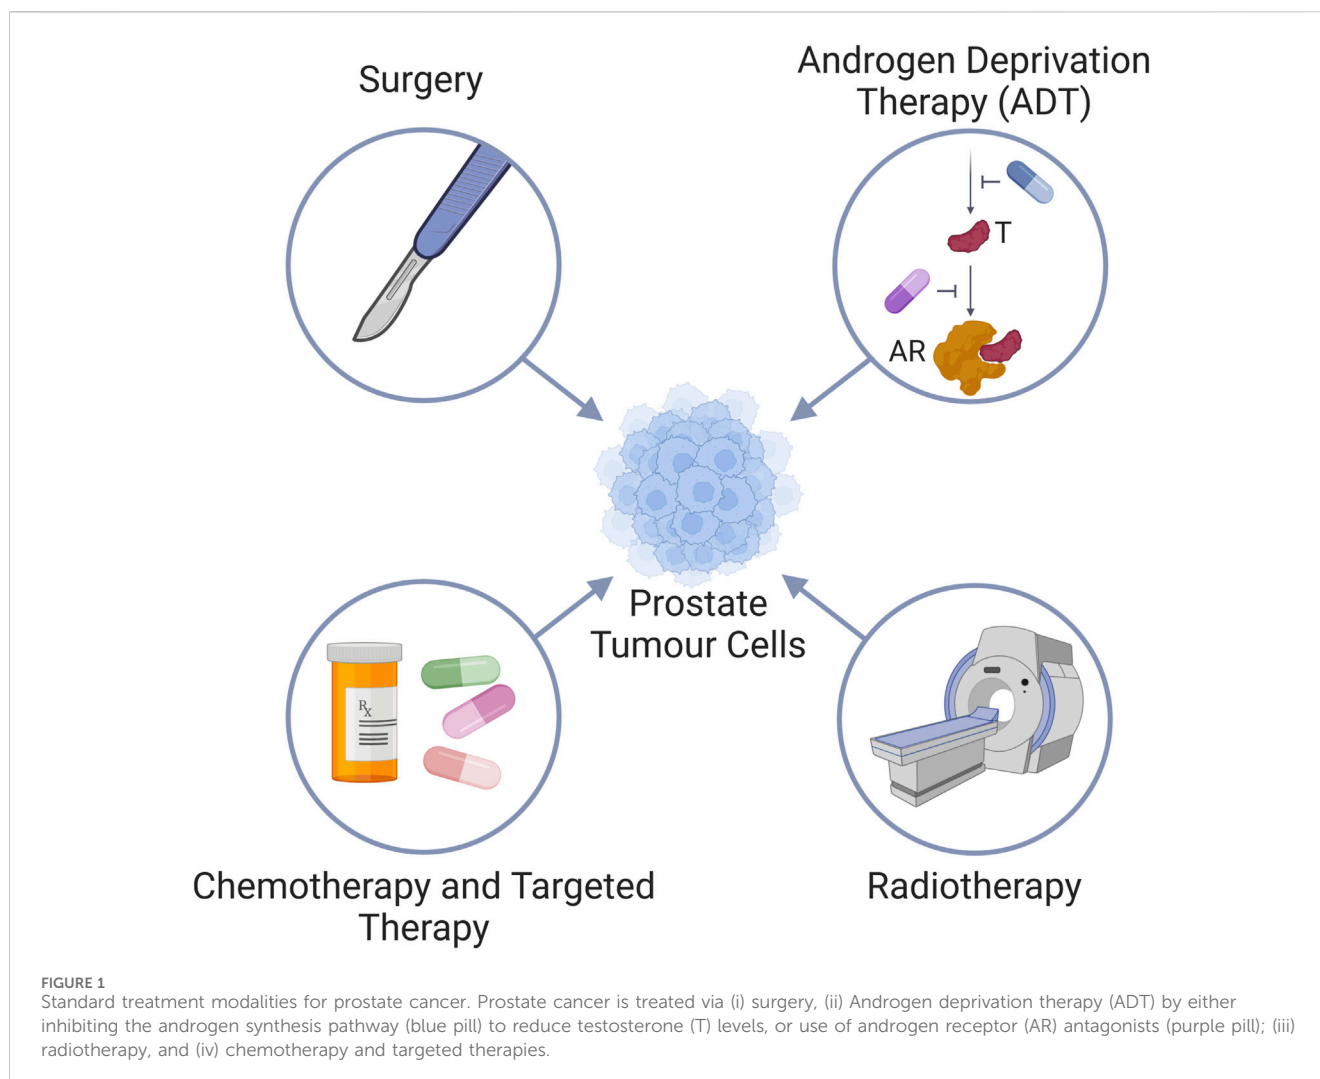 Surgery
Androgen Deprivation
Therapy (ADT)
T
AR
Prostate
Tumour Cells
Rx
Chemotherapy and Targeted
Therapy
Radiotherapy
FIGURE 1
Standard treatment modalities for prostate cancer. Prostate cancer is treated via (i) surgery, (ii) Androgen deprivation therapy (ADT) by either
inhibiting the androgen synthesis pathway (blue pill) to reduce testosterone (T) levels, or use of androgen receptor (AR) antagonists (purple pill); (iii)
radiotherapy, and (iv) chemotherapy and targeted therapies.